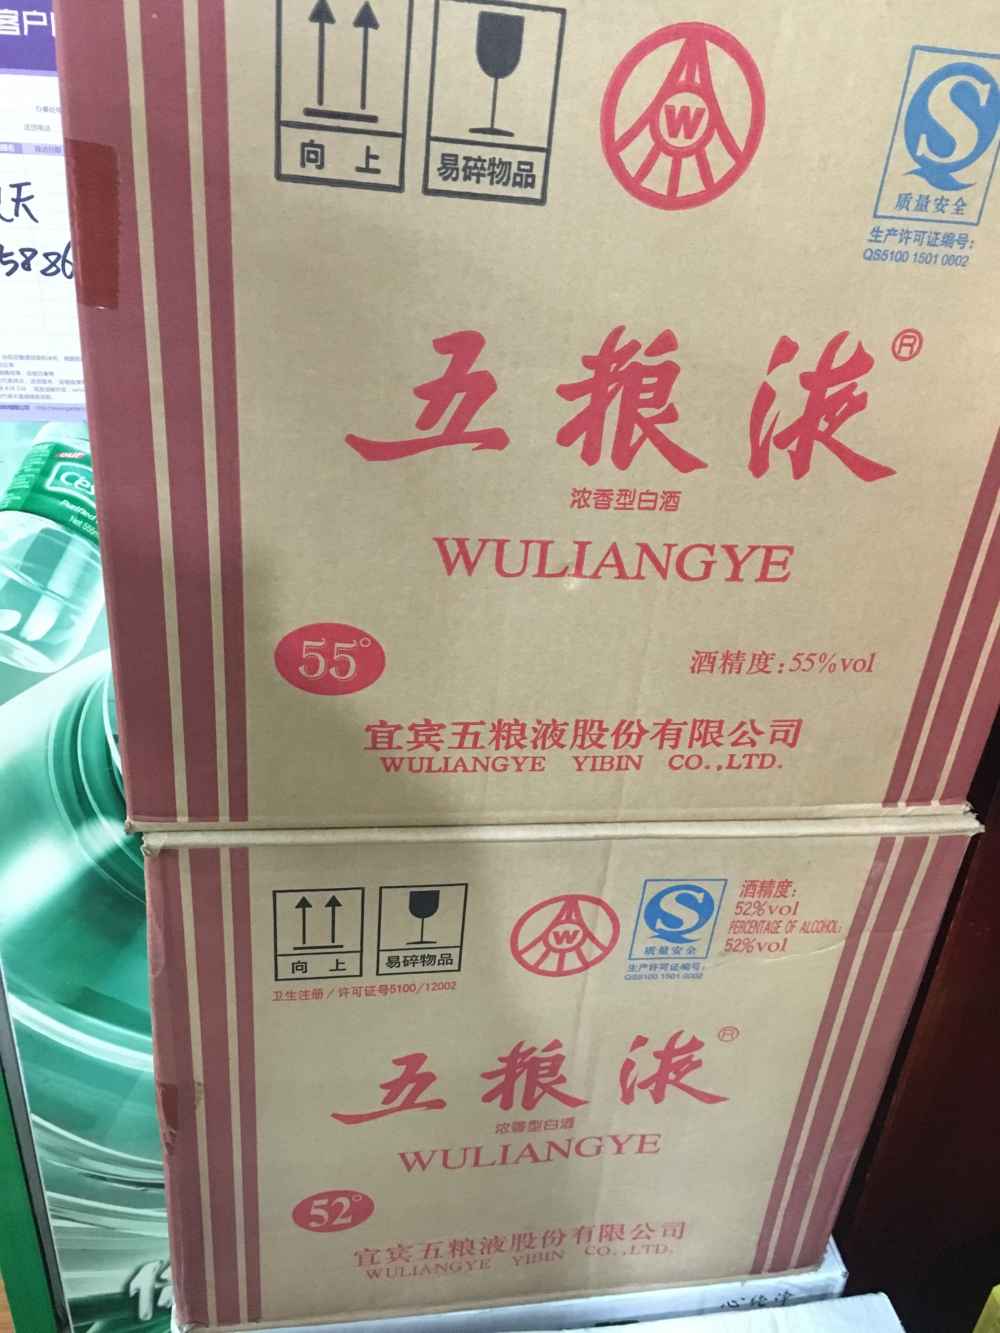 客户
天
5886
向 上
易碎物品
W
S
质量安全
生产许可证编号:
QS5100 1501 0002
五粮液®
浓香型白酒
WULIANGYE
55°
酒精度:55%vol
宜宾五粮液股份有限公司
WULIANGYE YIBIN CO.,LTD.
向 上
易碎物品
卫生注册/许可证号5100/12002
W
S
质量安全
生产许可证编号:
QS5100 1501 0002
酒精度:
52%vol
PERCENTAGE OF ALCOHOL:
52%vol
五粮液®
浓香型白酒
WULIANGYE
52°
宜宾五粮液股份有限公司
WULIANGYE YIBIN CO.,LTD.